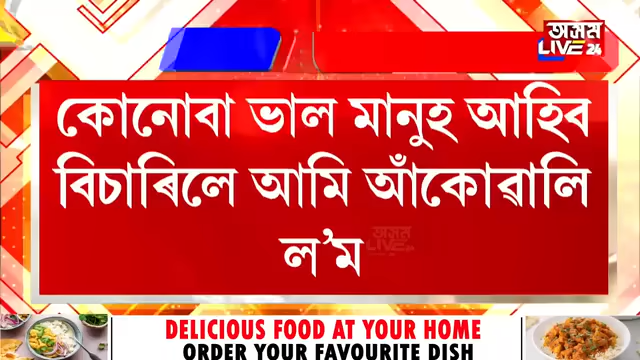 অসম
LIVE 24
কোনোবা ভাল মানুহ আহিব
বিচাৰিলে আমি আঁকোৱালি
ল’ম
DELICIOUS FOOD AT YOUR HOME
ORDER YOUR FAVOURITE DISH